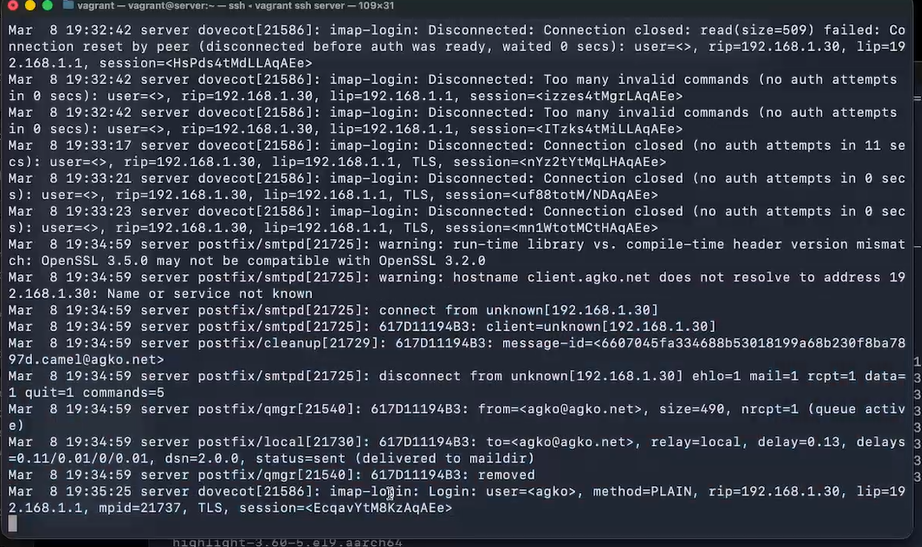 vagrant — vagrant@server:~ — ssh ‹ vagrant ssh server — 109×31
Mar  8 19:32:42 server dovecot[21586]: imap-login: Disconnected: Connection closed: read(size=509) failed: Co
nnection reset by peer (disconnected before auth was ready, waited 0 secs): user=<>, rip=192.168.1.30, lip=19
2.168.1.1, session=<HsPds4tMdLLAqAEe>
Mar  8 19:32:42 server dovecot[21586]: imap-login: Disconnected: Too many invalid commands (no auth attempts
in 0 secs): user=<>, rip=192.168.1.30, lip=192.168.1.1, session=<izzes4tMgrLAqAEe>
Mar  8 19:32:42 server dovecot[21586]: imap-login: Disconnected: Too many invalid commands (no auth attempts
in 0 secs): user=<>, rip=192.168.1.30, lip=192.168.1.1, session=<ITzks4tMiLLAqAEe>
Mar  8 19:33:17 server dovecot[21586]: imap-login: Disconnected: Connection closed (no auth attempts in 11 se
cs): user=<>, rip=192.168.1.30, lip=192.168.1.1, TLS, session=<nYz2tYtMqLHAqAEe>
Mar  8 19:33:21 server dovecot[21586]: imap-login: Disconnected: Connection closed (no auth attempts in 0 sec
s): user=<>, rip=192.168.1.30, lip=192.168.1.1, TLS, session=<uf88totM/NDAqAEe>
Mar  8 19:33:23 server dovecot[21586]: imap-login: Disconnected: Connection closed (no auth attempts in 0 sec
s): user=<>, rip=192.168.1.30, lip=192.168.1.1, TLS, session=<mn1WtotMCtHAqAEe>
Mar  8 19:34:59 server postfix/smtpd[21725]: warning: run-time library vs. compile-time header version mismat
ch: OpenSSL 3.5.0 may not be compatible with OpenSSL 3.2.0
Mar  8 19:34:59 server postfix/smtpd[21725]: warning: hostname client.agko.net does not resolve to address 19
2.168.1.30: Name or service not known
Mar  8 19:34:59 server postfix/smtpd[21725]: connect from unknown[192.168.1.30]
Mar  8 19:34:59 server postfix/smtpd[21725]: 617D11194B3: client=unknown[192.168.1.30]
Mar  8 19:34:59 server postfix/cleanup[21729]: 617D11194B3: message-id=<6607045fa334688b53018199a68b230f8ba78
97d.camel@agko.net>
Mar  8 19:34:59 server postfix/smtpd[21725]: disconnect from unknown[192.168.1.30] ehlo=1 mail=1 rcpt=1 data=
1 quit=1 commands=5
Mar  8 19:34:59 server postfix/qmgr[21540]: 617D11194B3: from=<agko@agko.net>, size=490, nrcpt=1 (queue activ
e)
Mar  8 19:34:59 server postfix/local[21730]: 617D11194B3: to=<agko@agko.net>, relay=local, delay=0.13, delays
=0.11/0.01/0/0.01, dsn=2.0.0, status=sent (delivered to maildir)
Mar  8 19:34:59 server postfix/qmgr[21540]: 617D11194B3: removed
Mar  8 19:35:25 server dovecot[21586]: imap-login: Login: user=<agko>, method=PLAIN, rip=192.168.1.30, lip=19
2.168.1.1, mpid=21737, TLS, session=<EcqavYtM8KzAqAEe>
highlight-3.60-5.el9.aarch64